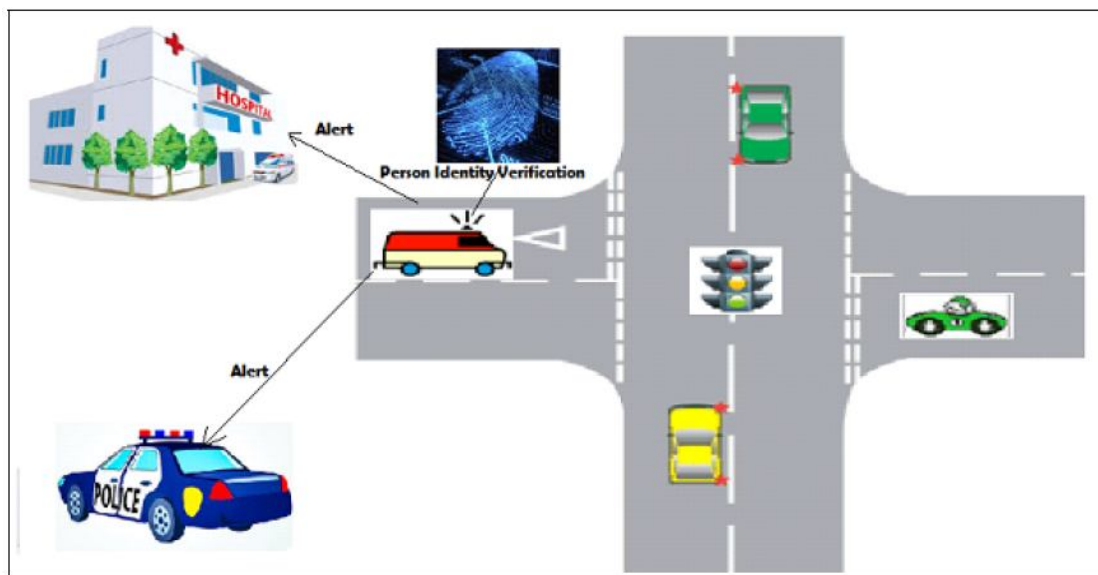 HOSPITAL
Alert
Person Identity Verification
Alert
POLICE